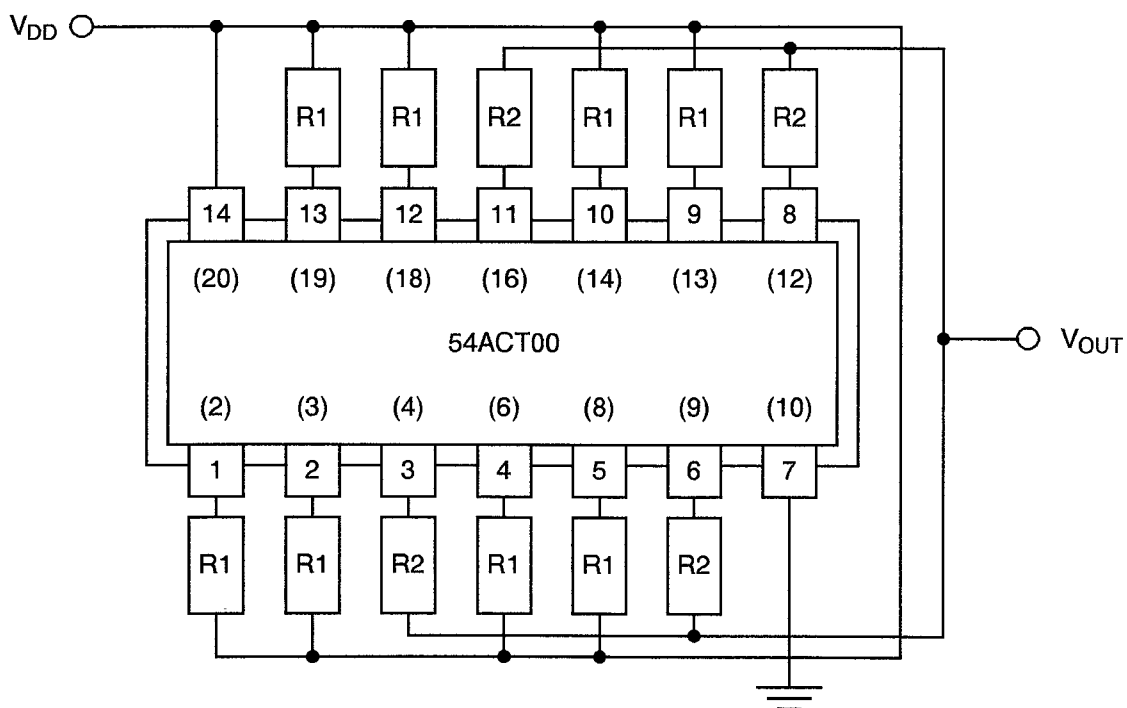 VDD
R1 R1 R2 R1 R1 R2
14 13 12 11 10 9 8
(20) (19) (18) (16) (14) (13) (12)
54ACT00
VOUT
(2) (3) (4) (6) (8) (9) (10)
1 2 3 4 5 6 7
R1 R1 R2 R1 R1 R2